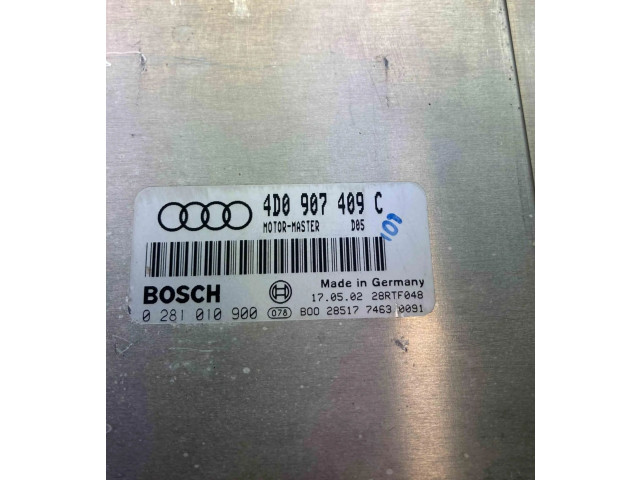 4D0 907 409 C
MOTOR-MASTER D05
101
Made in Germany
BOSCH 17.05.02 28RTF048
0 281 010 900 078 B00 28517 7463 0091